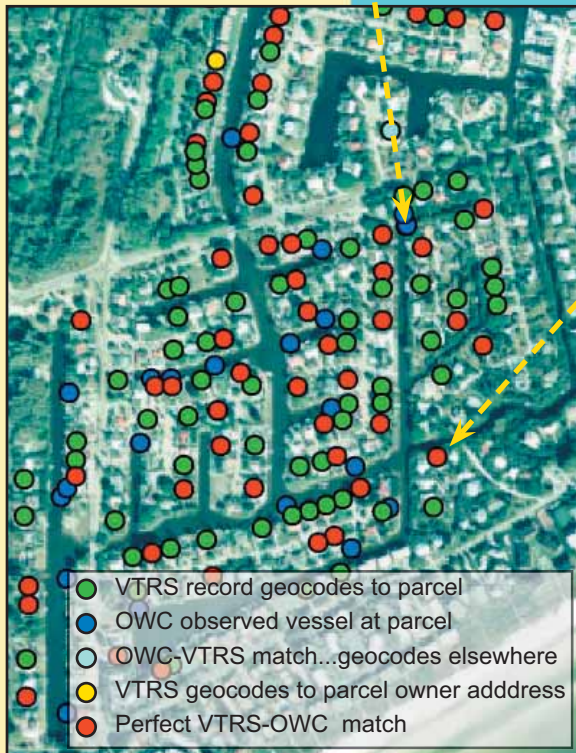 VTRS record geocodes to parcel
OWC observed vessel at parcel
OWC-VTRS match...geocodes elsewhere
VTRS geocodes to parcel owner adddress
Perfect VTRS-OWC match